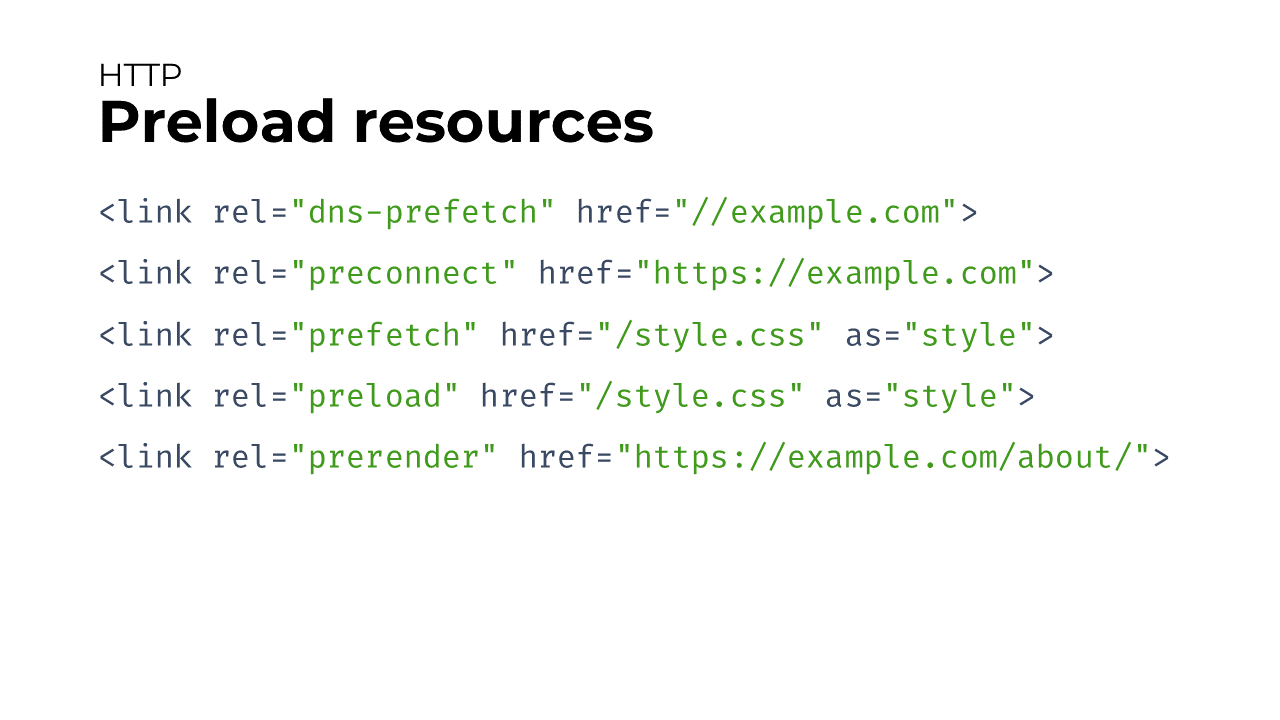 HTTP
Preload resources
<link rel="dns-prefetch" href="//example.com">
<link rel="preconnect" href="https://example.com">
<link rel="prefetch" href="/style.css" as="style">
<link rel="preload" href="/style.css" as="style">
<link rel="prerender" href="https://example.com/about/">